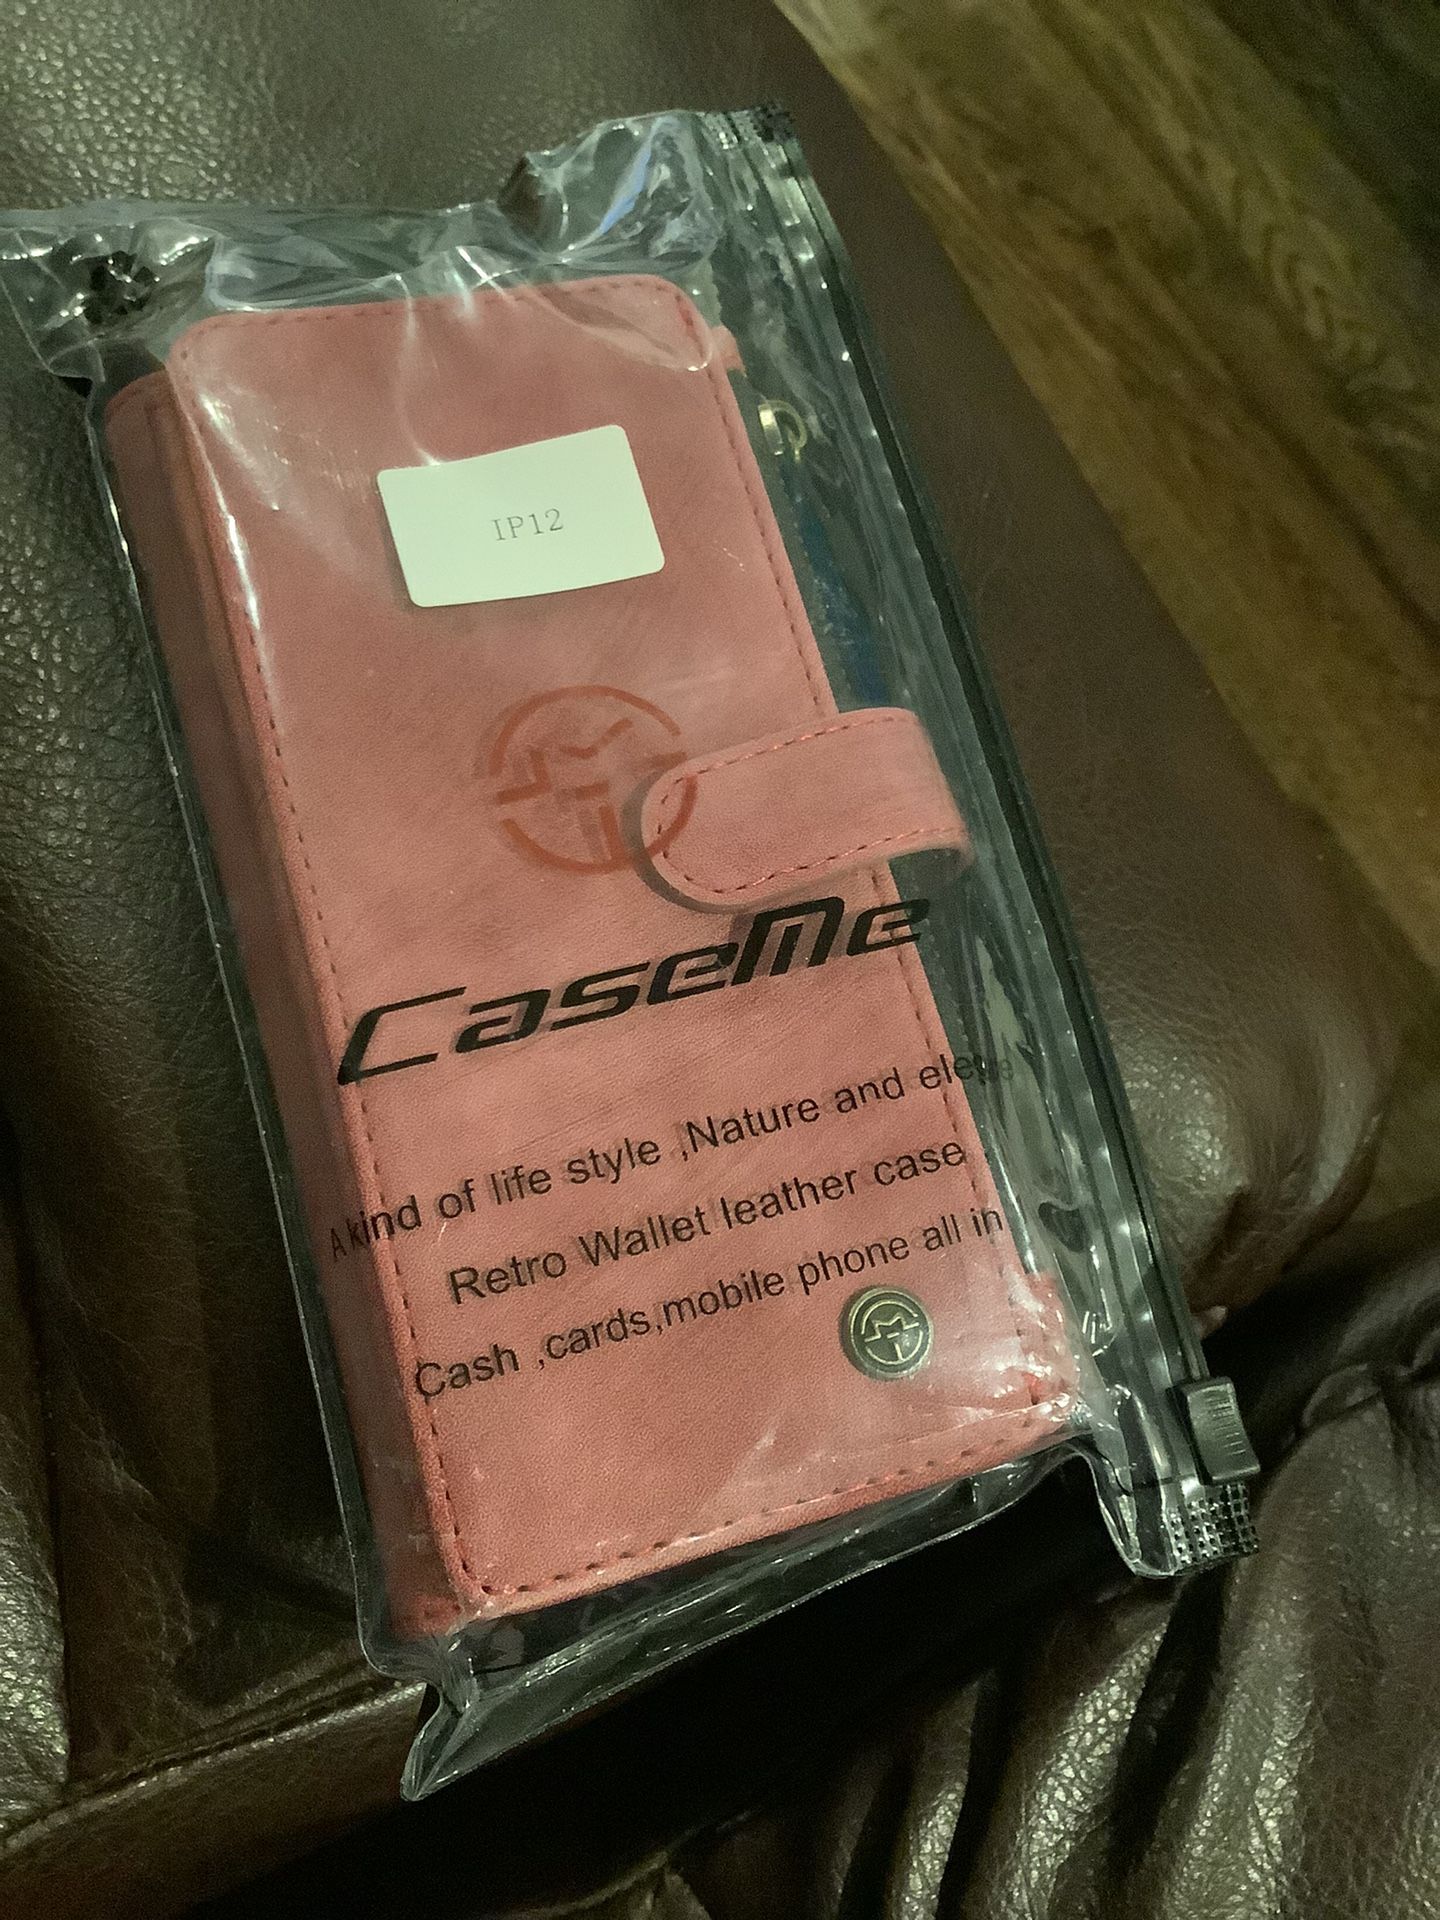 IP12
CaseMe
A kind of life style ,Nature and
Retro Wallet leather case
Cash ,cards,mobile phone all in